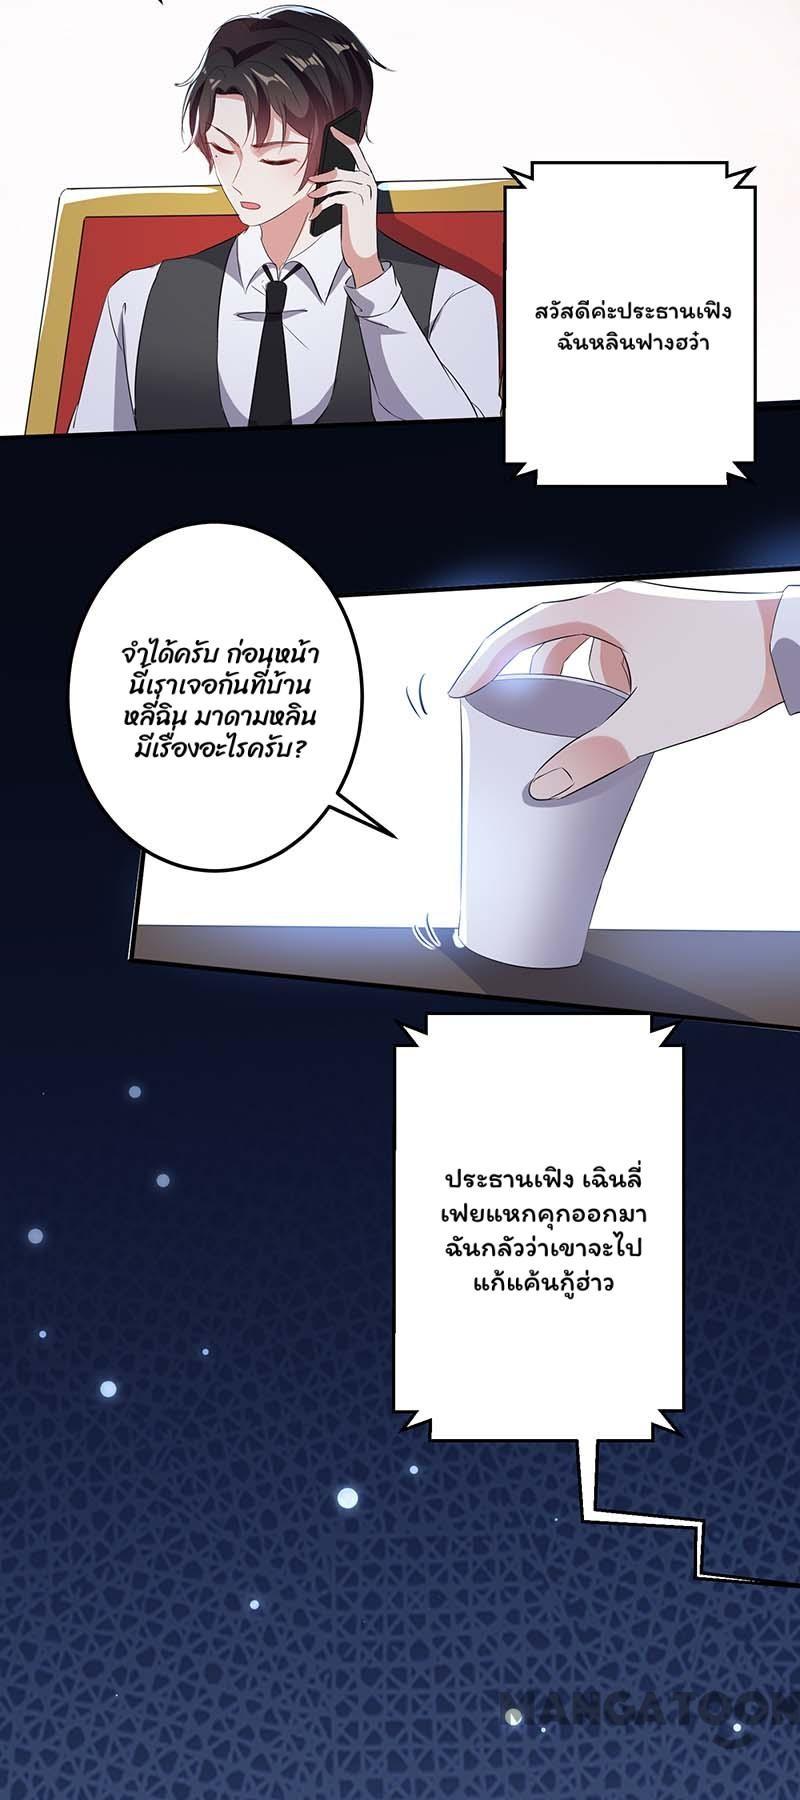 สวัสดีค่ะประธานเฟิง
ฉันหลินฟางฮว๋า
จำได้ครับ ก่อนหน้า
นี้เราเจอกันที่บ้าน
หลี่ฉิน มาดามหลิน
มีเรื่องอะไรครับ?
ประธานเฟิง เฉินลี่
เฟยแหกคุกออกมา
ฉันกลัวว่าเขาจะไป
แก้แค้นกู้ฮ่าว
MANGATOON